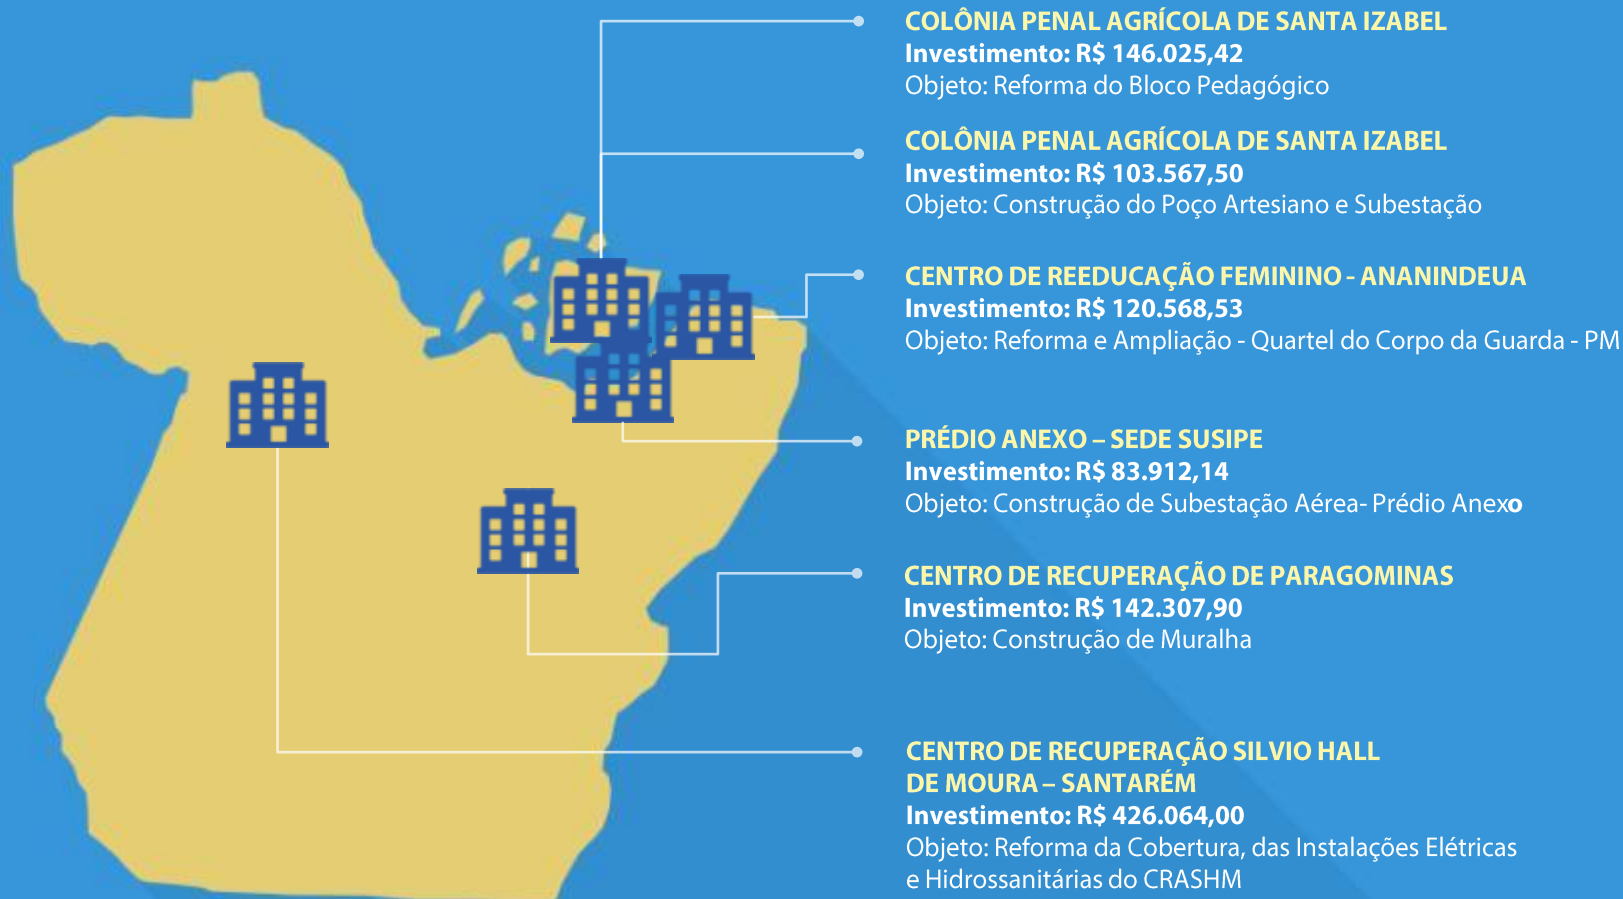 COLÔNIA PENAL AGRÍCOLA DE SANTA IZABEL
Investimento: R$ 146.025,42
Objeto: Reforma do Bloco Pedagógico
COLÔNIA PENAL AGRÍCOLA DE SANTA IZABEL
Investimento: R$ 103.567,50
Objeto: Construção do Poço Artesiano e Subestação
CENTRO DE REEDUCAÇÃO FEMININO - ANANINDEUA
Investimento: R$ 120.568,53
Objeto: Reforma e Ampliação - Quartel do Corpo da Guarda - PM
PRÉDIO ANEXO – SEDE SUSIPE
Investimento: R$ 83.912,14
Objeto: Construção de Subestação Aérea- Prédio Anexo
CENTRO DE RECUPERAÇÃO DE PARAGOMINAS
Investimento: R$ 142.307,90
Objeto: Construção de Muralha
CENTRO DE RECUPERAÇÃO SILVIO HALL
DE MOURA – SANTARÉM
Investimento: R$ 426.064,00
Objeto: Reforma da Cobertura, das Instalações Elétricas
e Hidrossanitárias do CRASHM